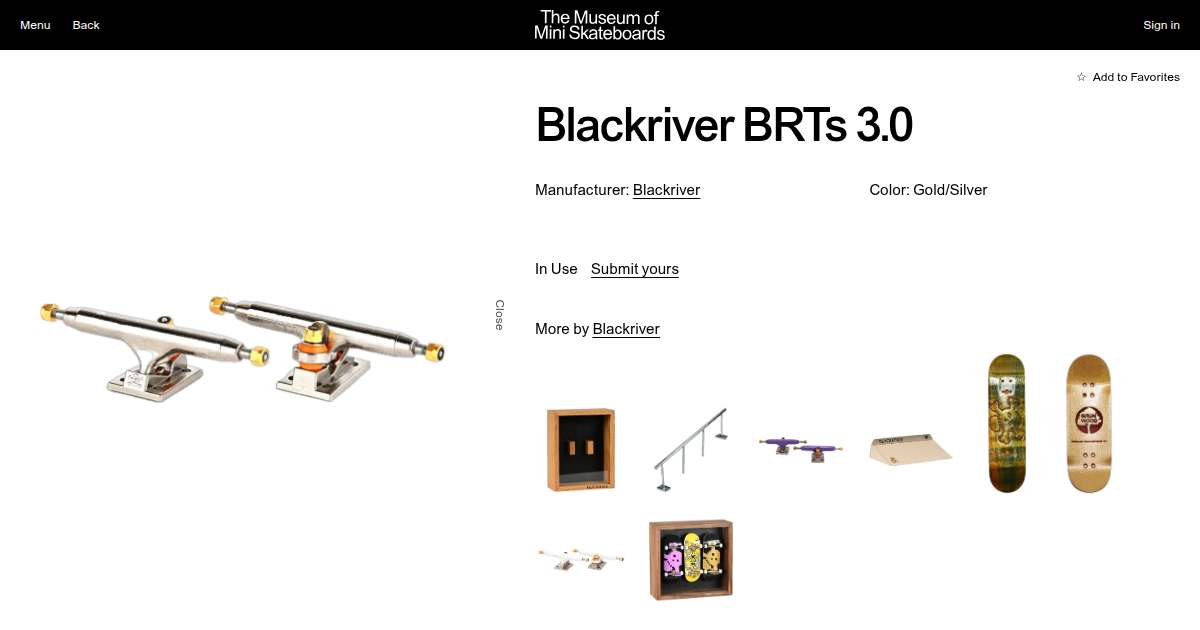 Menu
Back
The Museum of
Mini Skateboards
Sign in
☆ Add to Favorites
Blackriver BRTs 3.0
Manufacturer: Blackriver
Color: Gold/Silver
In Use
Submit yours
Close
More by Blackriver